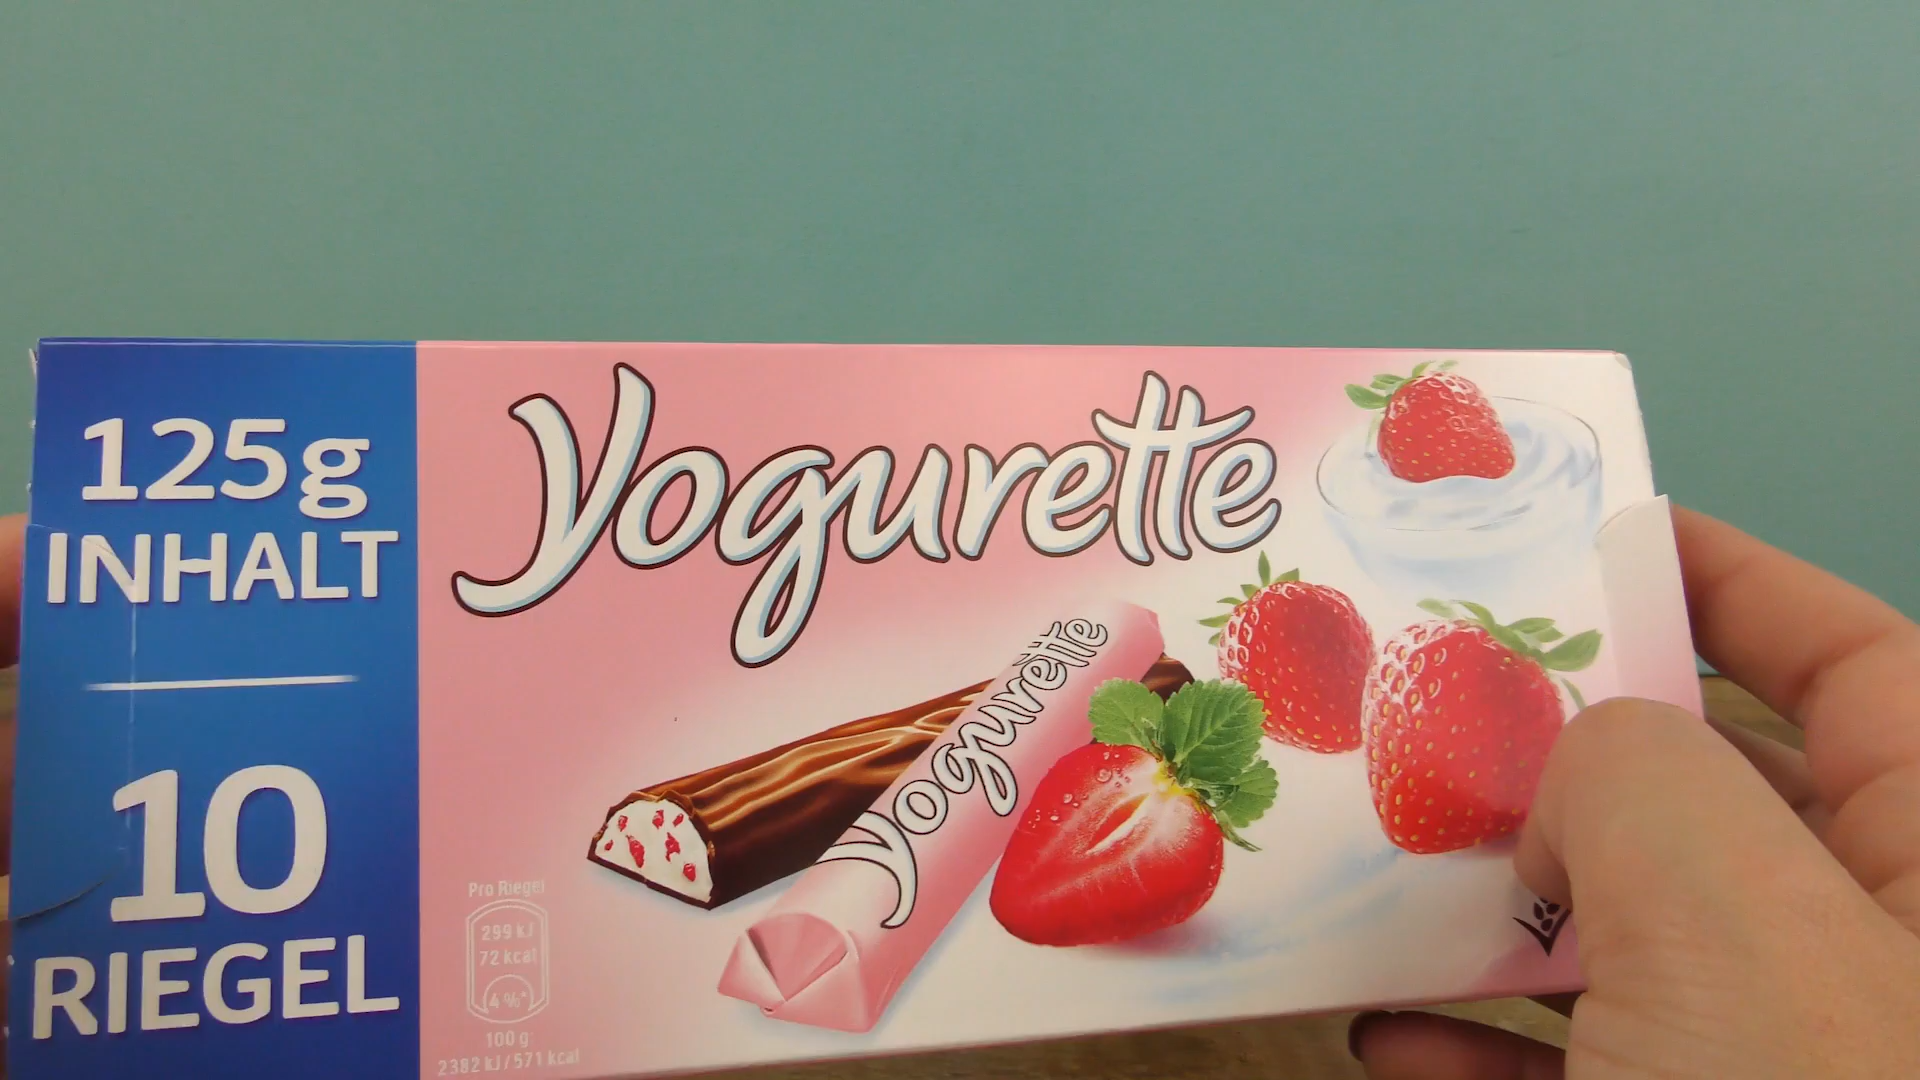 125g
INHALT
10
RIEGEL
Yogurette
Yogurette
Pro Riegel
299 kJ
72 kcal
4 %*
100 g:
2382 kJ / 571 kcal